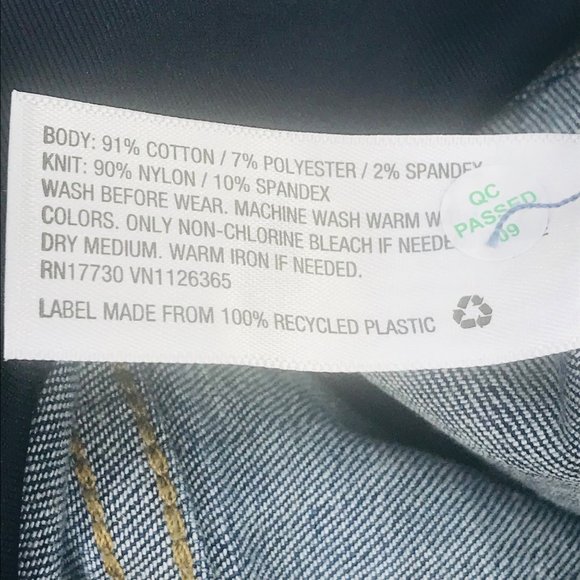 BODY: 91% COTTON / 7% POLYESTER / 2% SPANDEX
KNIT: 90% NYLON / 10% SPANDEX
WASH BEFORE WEAR. MACHINE WASH WARM
COLORS. ONLY NON-CHLORINE BLEACH IF
DRY MEDIUM. WARM IRON IF NEEDED.
RN17730 VN1126365
LABEL MADE FROM 100% RECYCLED PLASTIC
QC
PASSED
09